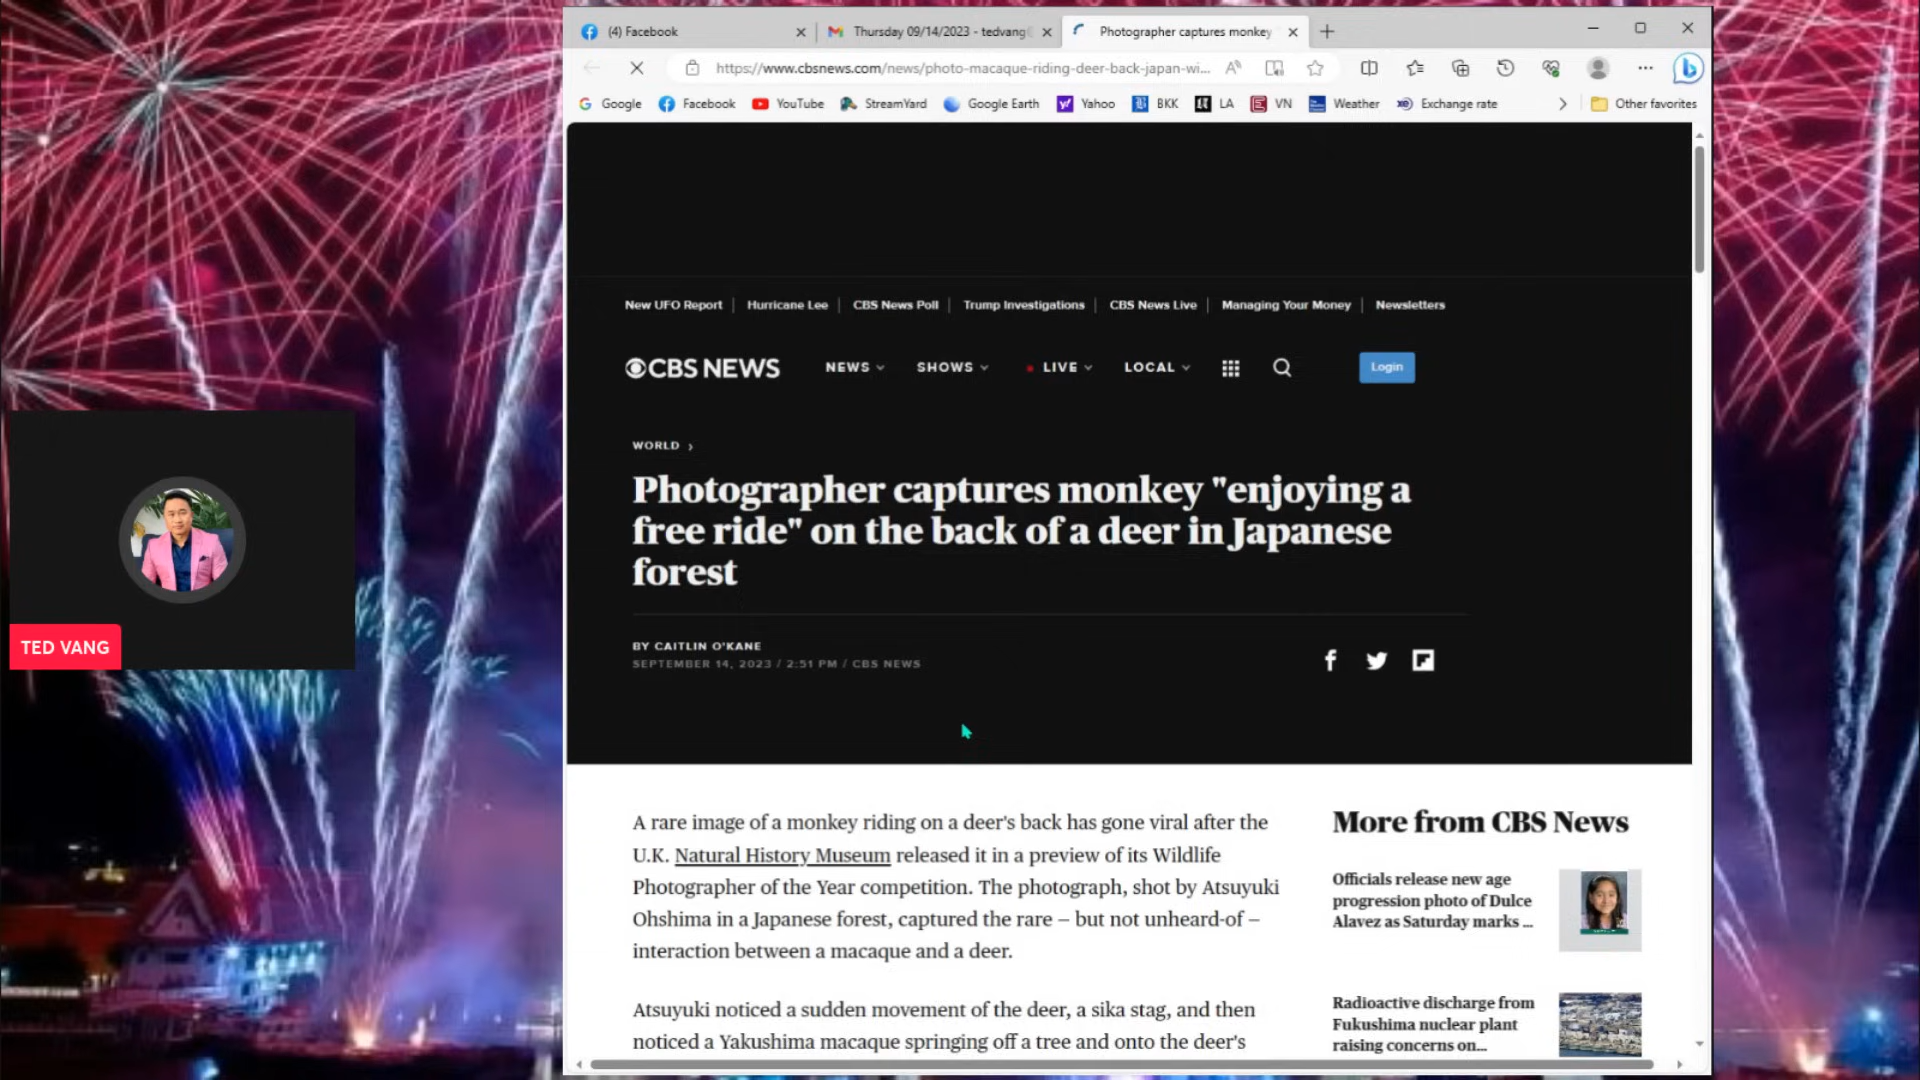 (4) Facebook
Thursday 09/14/2023 - tedvang
Photographer captures monkey
https://www.cbsnews.com/news/photo-macaque-riding-deer-back-japan-wi...
Google
Facebook
YouTube
StreamYard
Google Earth
Yahoo
BKK
LA
VN
Weather
Exchange rate
Other favorites
New UFO Report
Hurricane Lee
CBS News Poll
Trump Investigations
CBS News Live
Managing Your Money
Newsletters
CBS NEWS
NEWS
SHOWS
LIVE
LOCAL
Login
WORLD
Photographer captures monkey "enjoying a
free ride" on the back of a deer in Japanese
forest
BY CAITLIN O'KANE
SEPTEMBER 14, 2023 / 2:51 PM / CBS NEWS
TED VANG
A rare image of a monkey riding on a deer's back has gone viral after the
U.K. Natural History Museum released it in a preview of its Wildlife
Photographer of the Year competition. The photograph, shot by Atsuyuki
Ohshima in a Japanese forest, captured the rare – but not unheard-of –
interaction between a macaque and a deer.
Atsuyuki noticed a sudden movement of the deer, a sika stag, and then
noticed a Yakushima macaque springing off a tree and onto the deer's
More from CBS News
Officials release new age
progression photo of Dulce
Alavez as Saturday marks ...
Radioactive discharge from
Fukushima nuclear plant
raising concerns on...